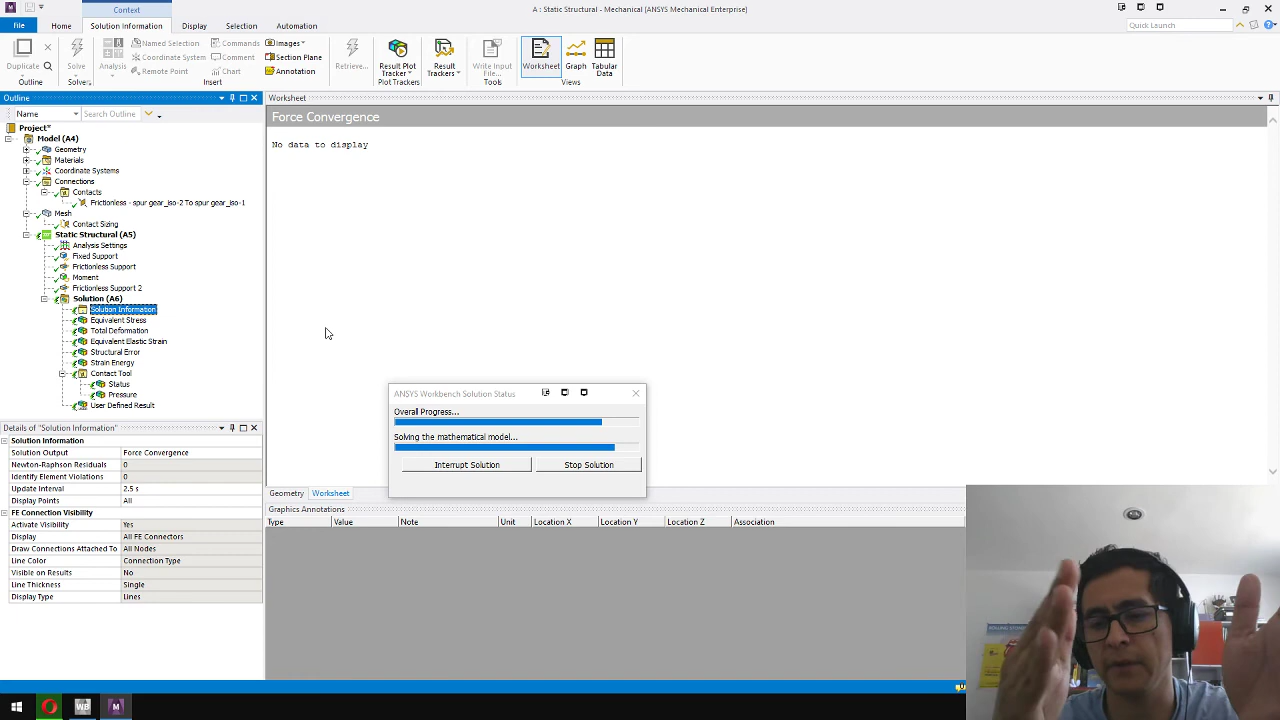 Context
A : Static Structural - Mechanical [ANSYS Mechanical Enterprise]
File Home Solution Information Display Selection Automation
Quick Launch
Duplicate Solve Analysis Named Selection Commands Images Retrieve... Result Plot Tracker Result Trackers Write Input File... Worksheet Graph Tabular Data
Coordinate System Comment Section Plane
Remote Point Chart Annotation
Outline Solver Insert Plot Trackers Tools Views
Outline
Worksheet
Name
Search Outline
Force Convergence
No data to display
Project*
Model (A4)
Geometry
Materials
Coordinate Systems
Connections
Contacts
Frictionless - spur gear_iso-2 To spur gear_iso-1
Mesh
Contact Sizing
Static Structural (A5)
Analysis Settings
Fixed Support
Frictionless Support
Moment
Frictionless Support 2
Solution (A6)
Solution Information
Equivalent Stress
Total Deformation
Equivalent Elastic Strain
Structural Error
Strain Energy
Contact Tool
Status
Pressure
User Defined Result
ANSYS Workbench Solution Status
Overall Progress...
Solving the mathematical model...
Interrupt Solution Stop Solution
Details of "Solution Information"
Solution Information
Solution Output Force Convergence
Newton-Raphson Residuals 0
Identify Element Violations 0
Update Interval 2.5 s
Display Points All
FE Connection Visibility
Activate Visibility Yes
Display All FE Connectors
Draw Connections Attached To All Nodes
Line Color Connection Type
Visible on Results No
Line Thickness Single
Display Type Lines
Geometry Worksheet
Graphics Annotations
Type Value Note Unit Location X Location Y Location Z Association
WB M